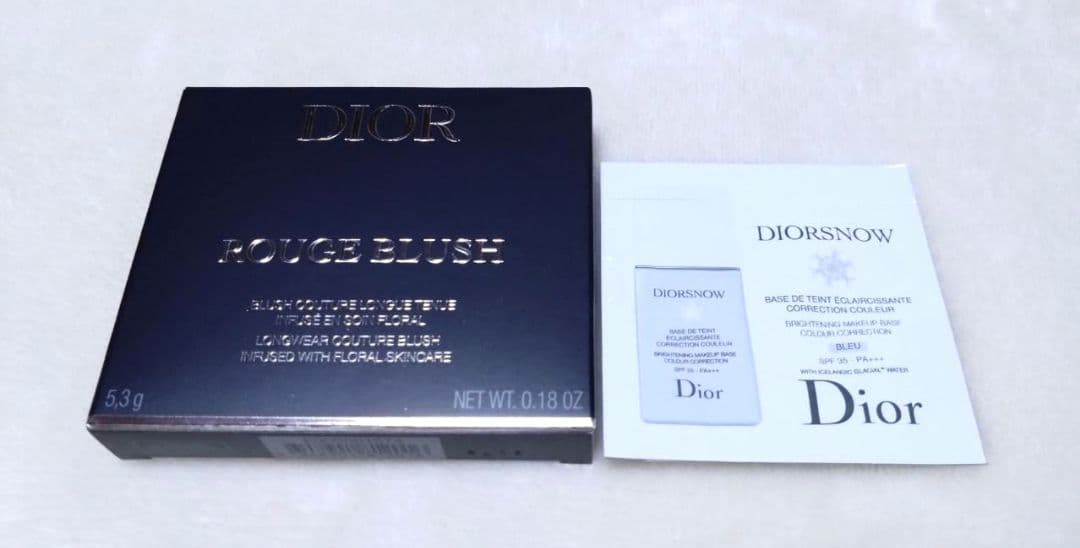 DIOR
ROUGE BLUSH
BLUSH COUTURE LONGUE TENUE
INFUSÉ EN SOIN FLORAL
LONGWEAR COUTURE BLUSH
INFUSED WITH FLORAL SKINCARE
5,3 g
NET WT. 0.18 OZ
DIORSNOW
BASE DE TEINT
ÉCLAIRCISSANTE
CORRECTION COULEUR
BRIGHTENING MAKEUP BASE
COLOUR CORRECTION
SPF 35 · PA+++
Dior
DIORSNOW
BASE DE TEINT ÉCLAIRCISSANTE
CORRECTION COULEUR
BRIGHTENING MAKEUP BASE
COLOUR CORRECTION
BLEU
SPF 35 · PA+++
WITH ICELANDIC GLACIAL™ WATER
Dior